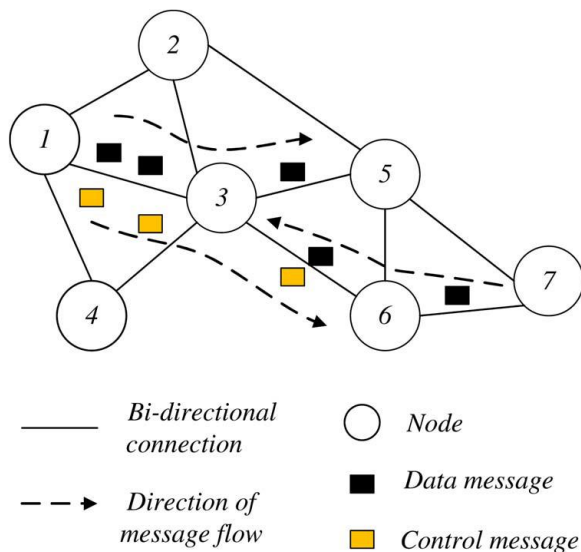 2
1
5
3
7
4
6
Bi-directional
connection
Node
Data message
Direction of
message flow
Control message